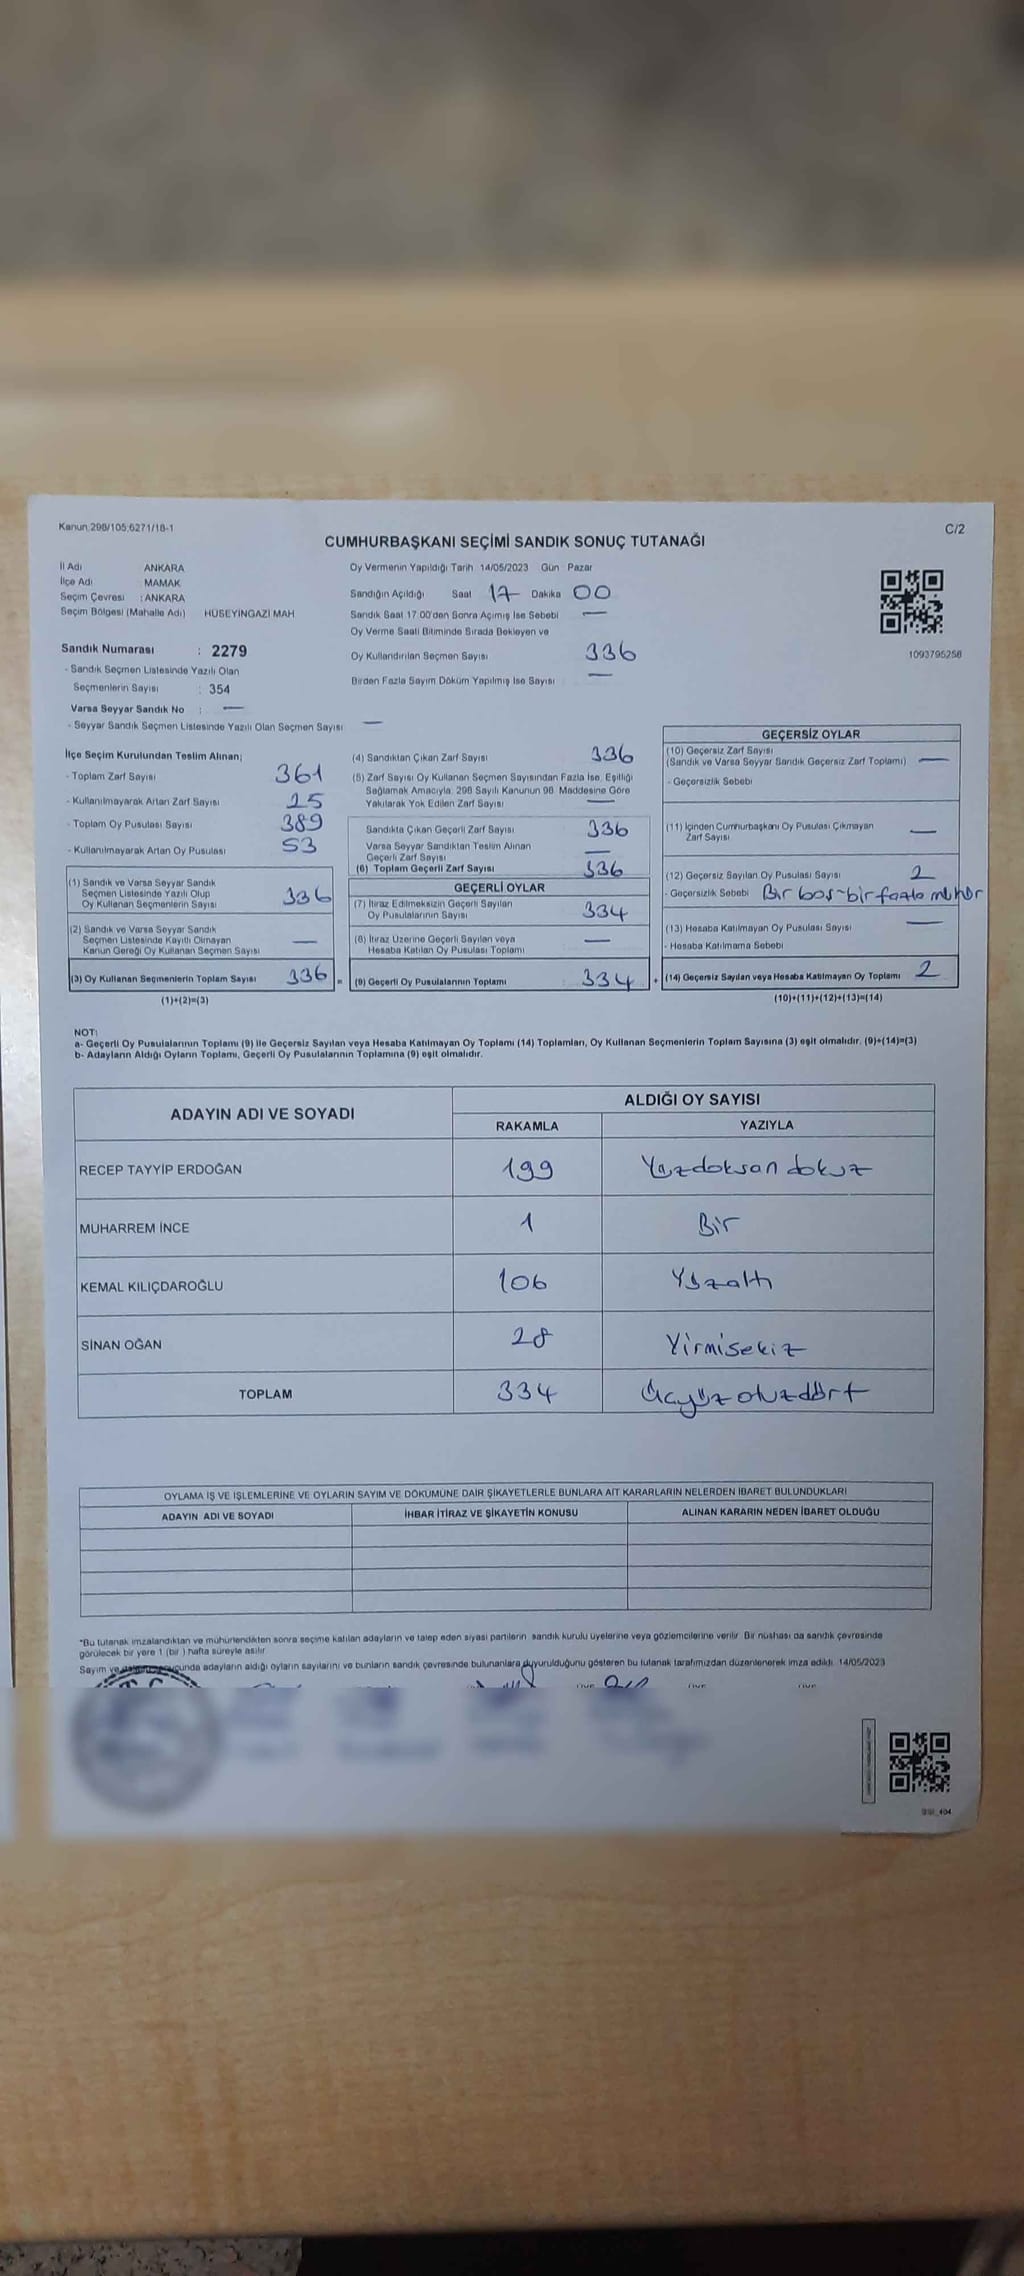 Kanun:298/105,6271/18-1
C/2
CUMHURBAŞKANI SEÇİMİ SANDIK SONUÇ TUTANAĞI
İl Adı ANKARA
İlçe Adı MAMAK
Seçim Çevresi : ANKARA
Seçim Bölgesi (Mahalle Adı) HÜSEYİNGAZİ MAH
Sandık Numarası : 2279
- Sandık Seçmen Listesinde Yazılı Olan
Seçmenlerin Sayısı : 354
Varsa Seyyar Sandık No : —
- Seyyar Sandık Seçmen Listesinde Yazılı Olan Seçmen Sayısı —
Oy Vermenin Yapıldığı Tarih 14/05/2023 Gün Pazar
Sandığın Açıldığı Saat 17 Dakika 00
Sandık Saat 17.00'den Sonra Açımış İse Sebebi —
Oy Verme Saati Bitiminde Sırada Bekleyen ve
Oy Kullandırılan Seçmen Sayısı 336
Birden Fazla Sayım Döküm Yapılmış İse Sayısı —
1093795258
İlçe Seçim Kurulundan Teslim Alınan;
- Toplam Zarf Sayısı 361
- Kullanılmayarak Artan Zarf Sayısı 25
- Toplam Oy Pusulası Sayısı 389
- Kullanılmayarak Artan Oy Pusulası 53
(1) Sandık ve Varsa Seyyar Sandık
Seçmen Listesinde Yazılı Olup
Oy Kullanan Seçmenlerin Sayısı 336
(2) Sandık ve Varsa Seyyar Sandık
Seçmen Listesinde Kayıtlı Olmayan
Kanun Gereği Oy Kullanan Seçmen Sayısı —
(3) Oy Kullanan Seçmenlerin Toplam Sayısı 336 =
(1)+(2)=(3)
(4) Sandıktan Çıkan Zarf Sayısı 336
(5) Zarf Sayısı Oy Kullanan Seçmen Sayısından Fazla İse, Eşitliği
Sağlamak Amacıyla, 298 Sayılı Kanunun 98. Maddesine Göre
Yakılarak Yok Edilen Zarf Sayısı —
Sandıkta Çıkan Geçerli Zarf Sayısı 336
Varsa Seyyar Sandıktan Teslim Alınan
Geçerli Zarf Sayısı —
(6) Toplam Geçerli Zarf Sayısı 336
GEÇERLİ OYLAR
(7) İtiraz Edilmeksizin Geçerli Sayılan
Oy Pusulalarının Sayısı 334
(8) İtiraz Üzerine Geçerli Sayılan veya
Hesaba Katılan Oy Pusulası Toplamı —
(9) Geçerli Oy Pusulalarının Toplamı : 334 +
GEÇERSİZ OYLAR
(10) Geçersiz Zarf Sayısı
(Sandık ve Varsa Seyyar Sandık Geçersiz Zarf Toplamı) —
- Geçersizlik Sebebi
(11) İçinden Cumhurbaşkanı Oy Pusulası Çıkmayan
Zarf Sayısı —
(12) Geçersiz Sayılan Oy Pusulası Sayısı 2
- Geçersizlik Sebebi Bir boş - bir fazla mühür
(13) Hesaba Katılmayan Oy Pusulası Sayısı —
- Hesaba Katılmama Sebebi
(14) Geçersiz Sayılan veya Hesaba Katılmayan Oy Toplamı 2
(10)+(11)+(12)+(13)=(14)
NOT:
a- Geçerli Oy Pusulalarının Toplamı (9) ile Geçersiz Sayılan veya Hesaba Katılmayan Oy Toplamı (14) Toplamları, Oy Kullanan Seçmenlerin Toplam Sayısına (3) eşit olmalıdır. (9)+(14)=(3)
b- Adayların Aldığı Oyların Toplamı, Geçerli Oy Pusulalarının Toplamına (9) eşit olmalıdır.
ADAYIN ADI VE SOYADI ALDIĞI OY SAYISI
RAKAMLA YAZIYLA
RECEP TAYYİP ERDOĞAN 199 Yüzdoksan dokuz
MUHARREM İNCE 1 Bir
KEMAL KILIÇDAROĞLU 106 Yüzaltı
SİNAN OĞAN 28 Yirmisekiz
TOPLAM 334 Üçyüzotuzdört
OYLAMA İŞ VE İŞLEMLERİNE VE OYLARIN SAYIM VE DÖKÜMÜNE DAİR ŞİKAYETLERLE BUNLARA AİT KARARLARIN NELERDEN İBARET BULUNDUKLARI
ADAYIN ADI VE SOYADI İHBAR İTİRAZ VE ŞİKAYETİN KONUSU ALINAN KARARIN NEDEN İBARET OLDUĞU
*Bu tutanak imzalandıktan ve mühürlendikten sonra seçime katılan adayların ve talep eden siyasi partilerin sandık kurulu üyelerine veya gözlemcilerine verilir. Bir nüshası da sandık çevresinde
görülecek bir yere 1 (bir ) hafta süreyle asılır.
Sayım ve adayların aldığı oyların sayılarını ve bunların sandık çevresinde bulunanlara duyurulduğunu gösteren bu tutanak tarafımızdan düzenlenerek imza edildi. 14/05/2023
T.C.